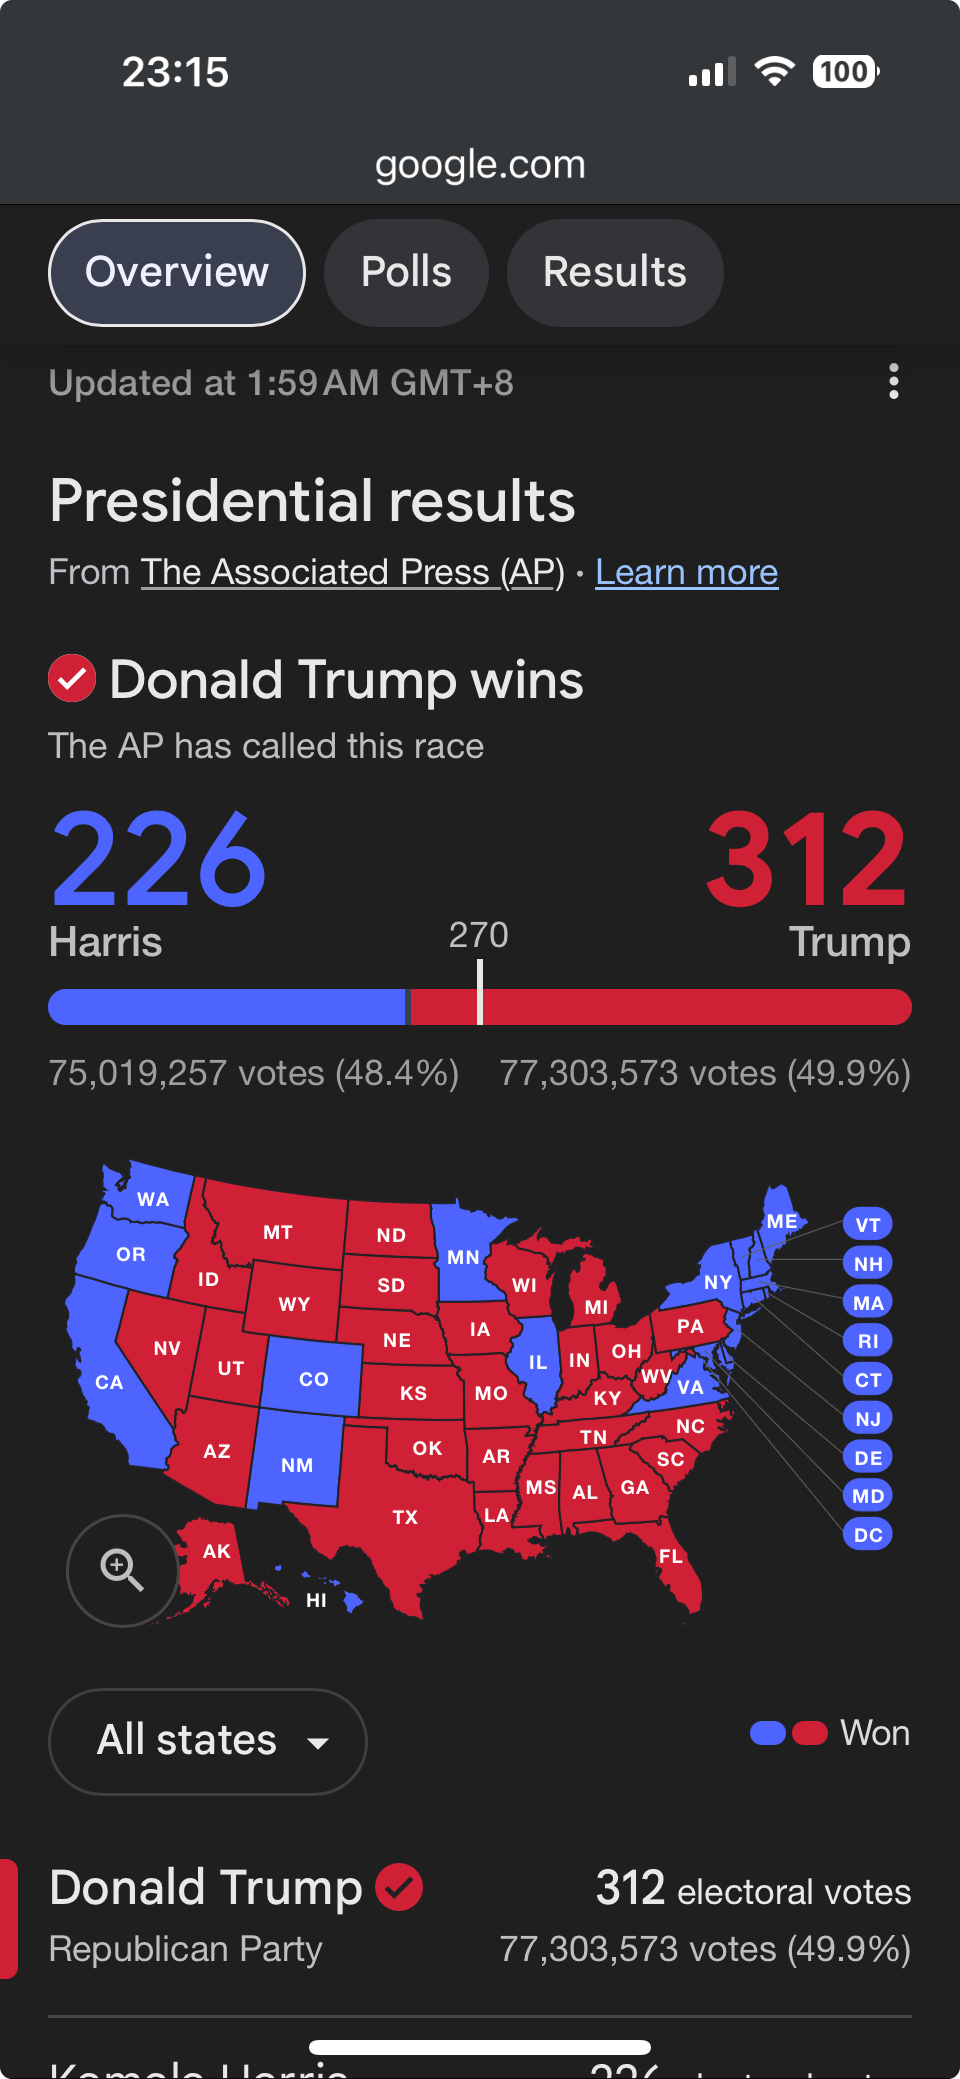 23:15
100
google.com
Overview Polls Results
Updated at 1:59 AM GMT+8
Presidential results
From The Associated Press (AP) • Learn more
Donald Trump wins
The AP has called this race
226 312
Harris 270 Trump
75,019,257 votes (48.4%) 77,303,573 votes (49.9%)
WA
OR
CA
ID
NV
MT
WY
UT
AZ
CO
NM
ND
SD
NE
KS
OK
TX
MN
IA
MO
AR
LA
WI
IL
MS
MI
IN
KY
TN
AL
OH
WV
GA
FL
SC
NC
VA
PA
NY
ME
VT
NH
MA
RI
CT
NJ
DE
MD
DC
AK
HI
All states
Won
Donald Trump 312 electoral votes
Republican Party 77,303,573 votes (49.9%)